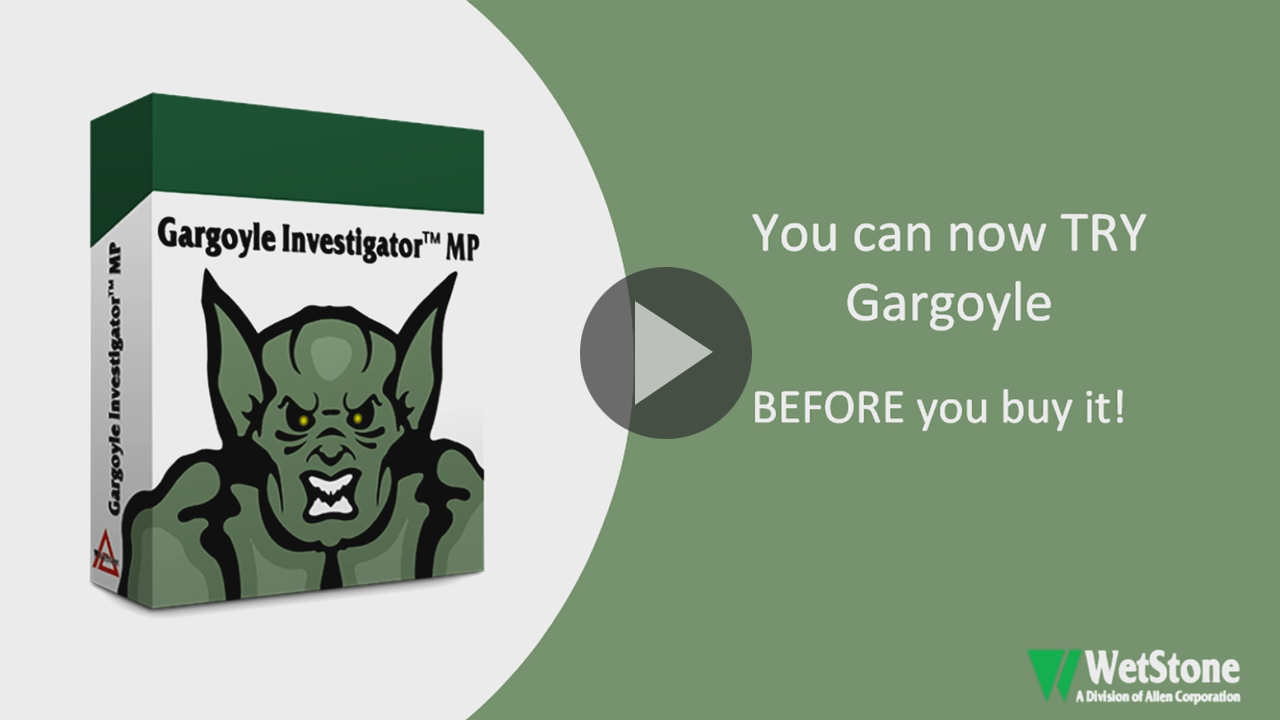 Gargoyle Investigator™ MP
Gargoyle Investigator™ MP
You can now TRY
Gargoyle
BEFORE you buy it!
WetStone
A Division of Allen Corporation